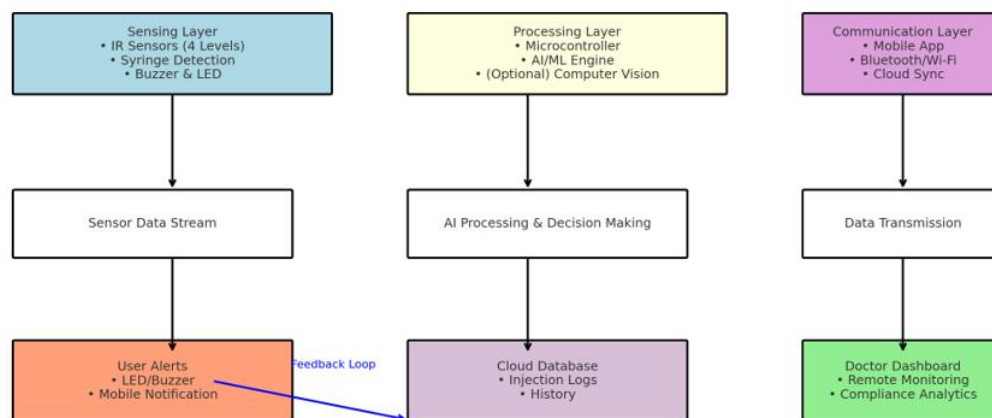 Sensing Layer
• IR Sensors (4 Levels)
• Syringe Detection
• Buzzer & LED
Processing Layer
• Microcontroller
• AI/ML Engine
• (Optional) Computer Vision
Communication Layer
• Mobile App
• Bluetooth/Wi-Fi
• Cloud Sync
Sensor Data Stream
AI Processing & Decision Making
Data Transmission
User Alerts
• LED/Buzzer
• Mobile Notification
Feedback Loop
Cloud Database
• Injection Logs
• History
Doctor Dashboard
• Remote Monitoring
• Compliance Analytics